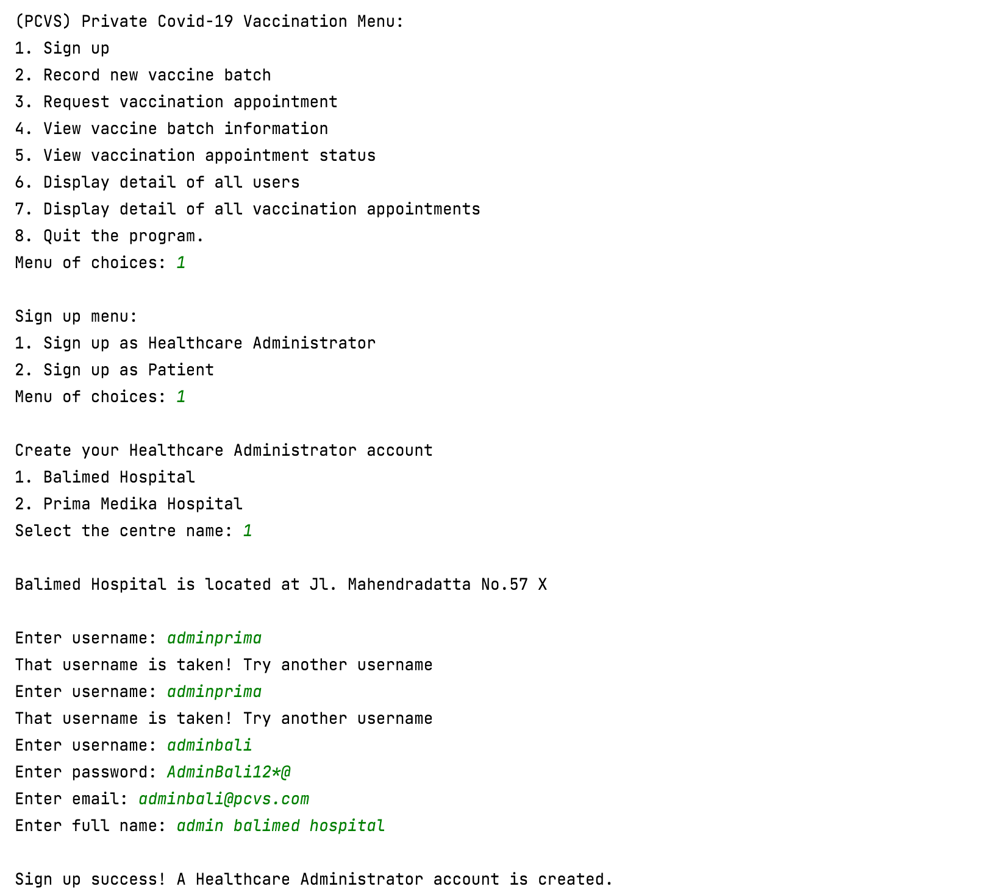 (PCVS) Private Covid-19 Vaccination Menu:
1. Sign up
2. Record new vaccine batch
3. Request vaccination appointment
4. View vaccine batch information
5. View vaccination appointment status
6. Display detail of all users
7. Display detail of all vaccination appointments
8. Quit the program.
Menu of choices: 1
Sign up menu:
1. Sign up as Healthcare Administrator
2. Sign up as Patient
Menu of choices: 1
Create your Healthcare Administrator account
1. Balimed Hospital
2. Prima Medika Hospital
Select the centre name: 1
Balimed Hospital is located at Jl. Mahendradatta No.57 X
Enter username: adminprima
That username is taken! Try another username
Enter username: adminprima
That username is taken! Try another username
Enter username: adminbali
Enter password: AdminBali12*@
Enter email: adminbali@pcvs.com
Enter full name: admin balimed hospital
Sign up success! A Healthcare Administrator account is created.